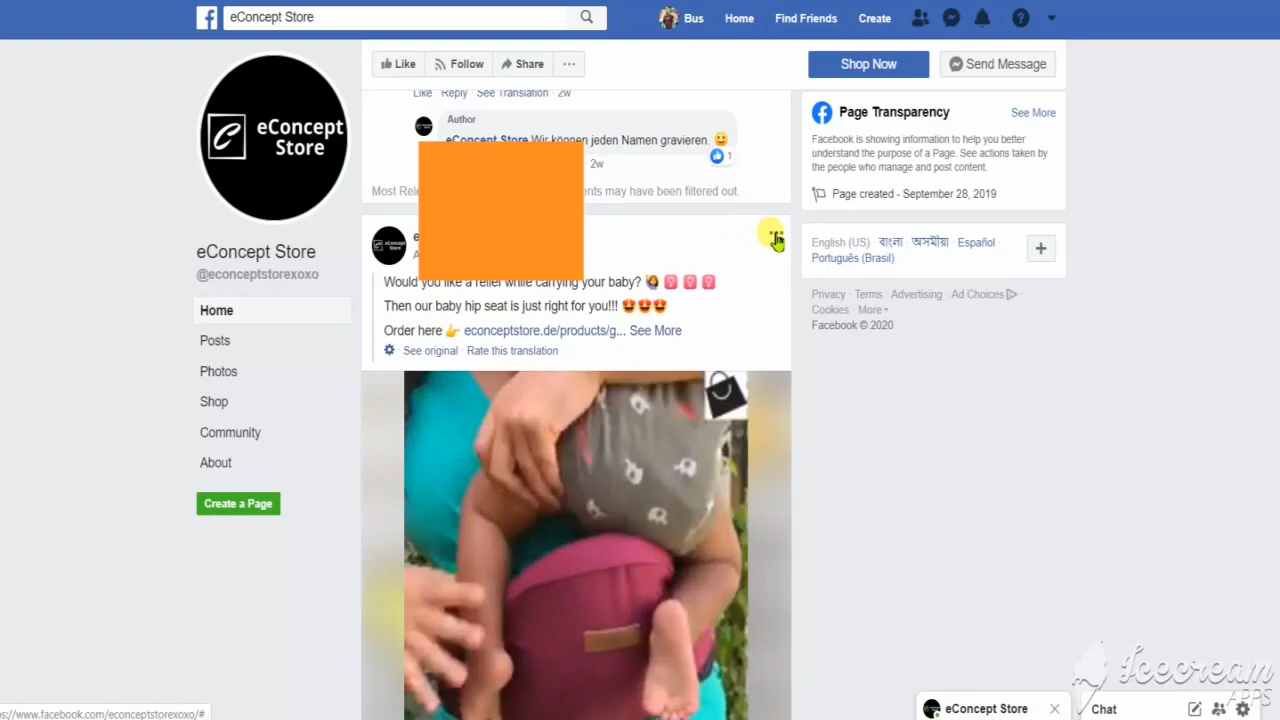 eConcept Store
Bus Home Find Friends Create
eConcept Store
eConcept Store
@econceptstorexoxo
Home
Posts
Photos
Shop
Community
About
Create a Page
Like Follow Share
Like · Reply · See Translation · 2w
Author
eConcept Store Wir können jeden Namen gravieren.
1
2w
Most
ents may have been filtered out.
Would you like a relief while carrying your baby?
Then our baby hip seat is just right for you!!!
Order here econceptstore.de/products/g... See More
See original · Rate this translation
Shop Now
Send Message
Page Transparency See More
Facebook is showing information to help you better
understand the purpose of a Page. See actions taken by
the people who manage and post content.
Page created - September 28, 2019
English (US) · বাংলা · অসমীয়া · Español ·
Português (Brasil)
Privacy · Terms · Advertising · Ad Choices
Cookies · More
Facebook © 2020
ps://www.facebook.com/econceptstorexoxo/#
eConcept Store
Chat
Icecream
APPS